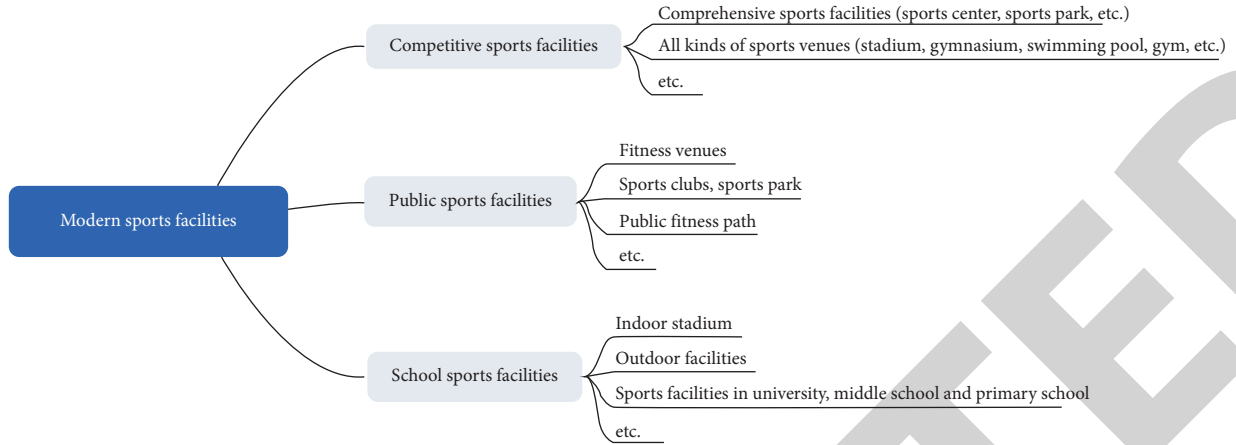 Modern sports facilities
Competitive sports facilities
Comprehensive sports facilities (sports center, sports park, etc.)
All kinds of sports venues (stadium, gymnasium, swimming pool, gym, etc.)
etc.
Public sports facilities
Fitness venues
Sports clubs, sports park
Public fitness path
etc.
School sports facilities
Indoor stadium
Outdoor facilities
Sports facilities in university, middle school and primary school
etc.
TED